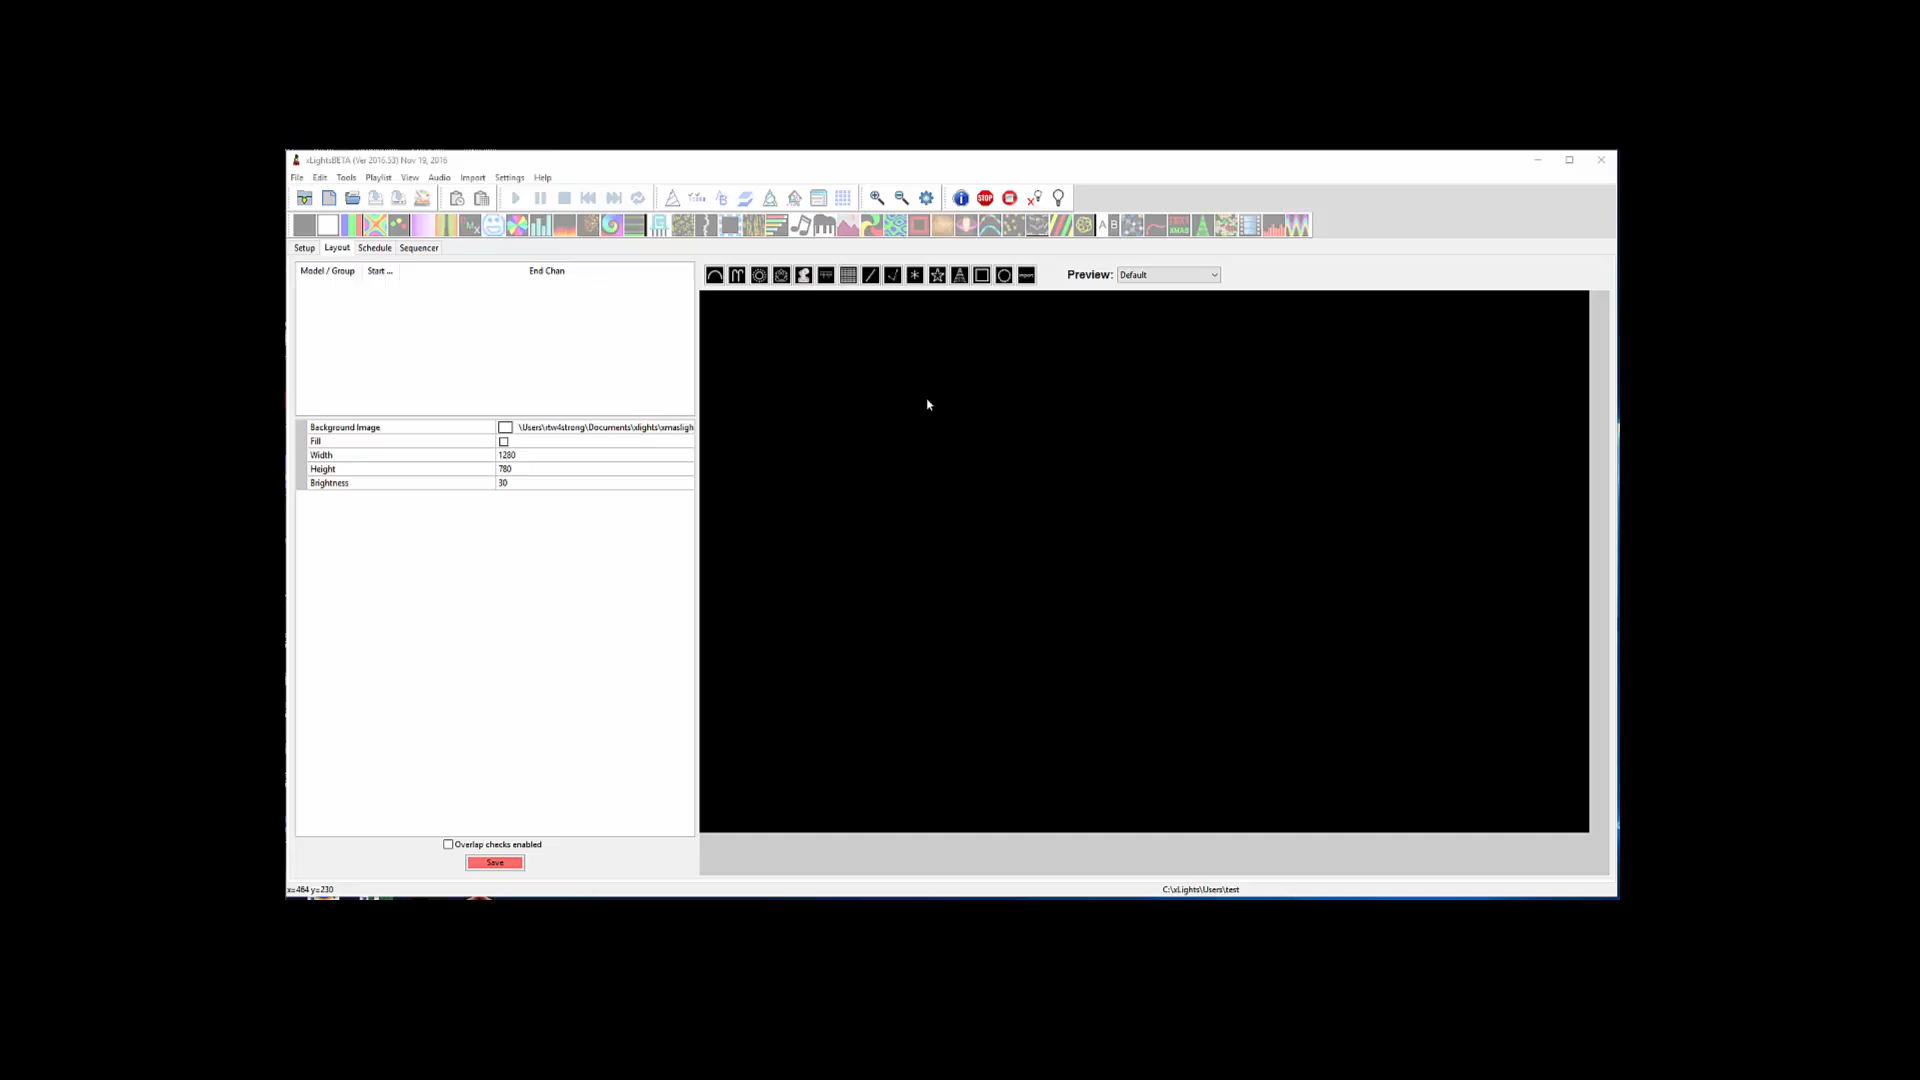 xLightsBETA (Ver 2016.53) Nov 19, 2016
File Edit Tools Playlist View Audio Import Settings Help
Setup Layout Schedule Sequencer
Model / Group Start ... End Chan
Preview: Default
Background Image \Users\rtw4strong\Documents\xlights\xmasligh
Fill
Width 1280
Height 780
Brightness 30
Overlap checks enabled
Save
x=464 y=230 C:\xLights\Users\test